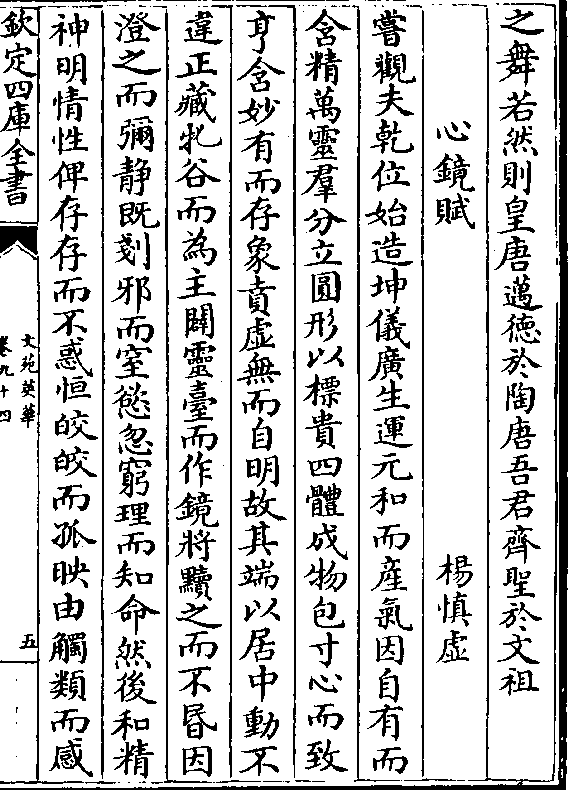 之舞若然則皇唐邁德於陶唐吾君齊聖於文祖
心鏡賦 楊慎虛
嘗觀夫乾位始造坤儀廣生運元和而產氣因自有而
含精萬靈羣分立圓形以標貴四體成物包寸心而致
亨含妙有而存象賁虛無而自明故其端以居中動不
違正藏牝谷而為主闢靈臺而作鏡將黷之而不昬因
澄之而彌静既剗邪而窒慾忽窮理而知命然後和精
神明情性俾存存而不惑恒皎皎而孤映由觸類而感
欽定四庫全書
文苑英華
卷九十四
五